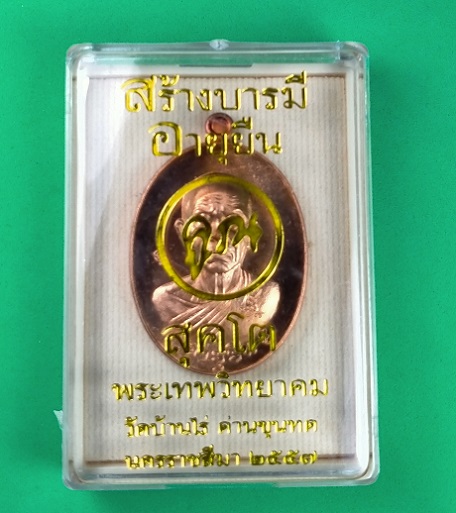 สร้างบารมี
อายุยืน
คูณ
สุคโต
พระเทพวิทยาคม
วัดบ้านไร่ ด่านขุนทด
นครราชสีมา ๒๕๕๗